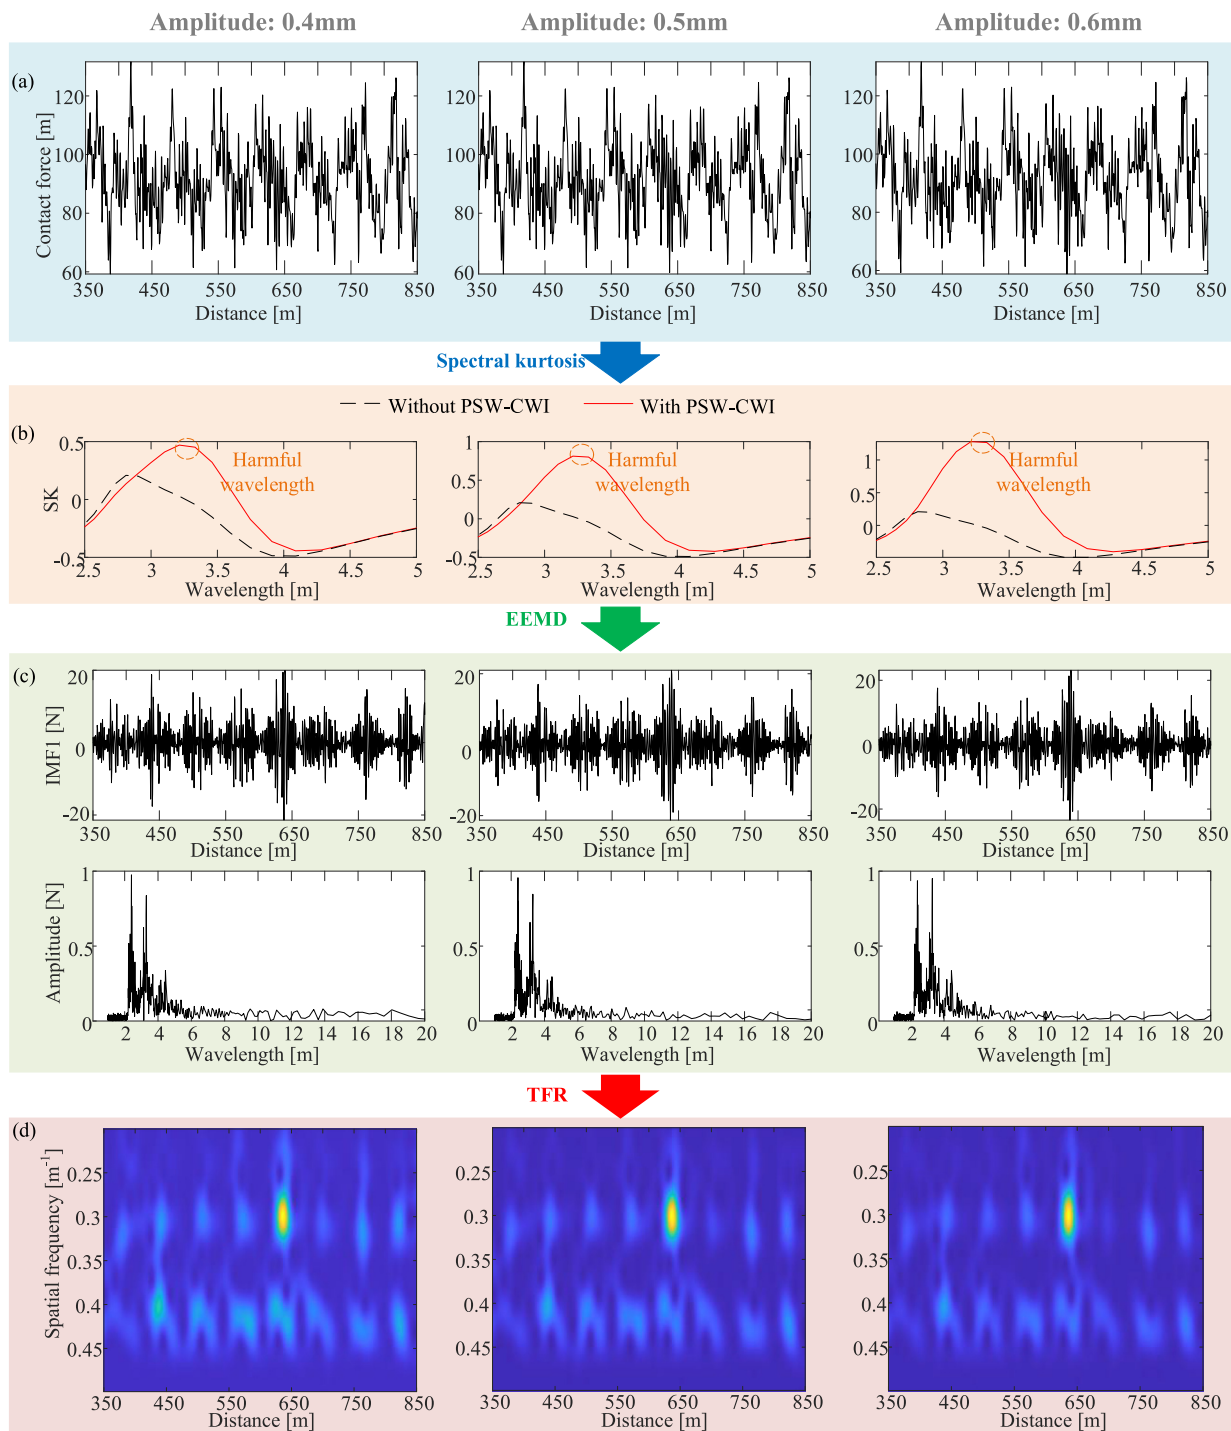 Amplitude: 0.4mm Amplitude: 0.5mm Amplitude: 0.6mm
(a)
Contact force [m]
120 120 120
100 100 100
80 80 80
60 60 60
350 450 550 650 750 850 350 450 550 650 750 850 350 450 550 650 750 850
Distance [m] Distance [m] Distance [m]
Spectral kurtosis
Without PSW-CWI With PSW-CWI
(b)
SK
0.5 1
Harmful Harmful Harmful
wavelength wavelength wavelength
0 0.5 1
0 0.5
0
-0.5 -0.5 -0.5
2.5 3 3.5 4 4.5 5 2.5 3 3.5 4 4.5 5 2.5 3 3.5 4 4.5 5
Wavelength [m] Wavelength [m] Wavelength [m]
EEMD
(c)
IMF1 [N]
20 20 20
0 0 0
-20 -20 -20
350 450 550 650 750 850 350 450 550 650 750 850 350 450 550 650 750 850
Distance [m] Distance [m] Distance [m]
Amplitude [N]
1 1 1
0.5 0.5 0.5
0 0 0
2 4 6 8 10 12 14 16 18 20 2 4 6 8 10 12 14 16 18 20 2 4 6 8 10 12 14 16 18 20
Wavelength [m] Wavelength [m] Wavelength [m]
TFR
(d)
Spatial frequency [m⁻¹]
0.25 0.25 0.25
0.3 0.3 0.3
0.35 0.35 0.35
0.4 0.4 0.4
0.45 0.45 0.45
350 450 550 650 750 850 350 450 550 650 750 850 350 450 550 650 750 850
Distance [m] Distance [m] Distance [m]